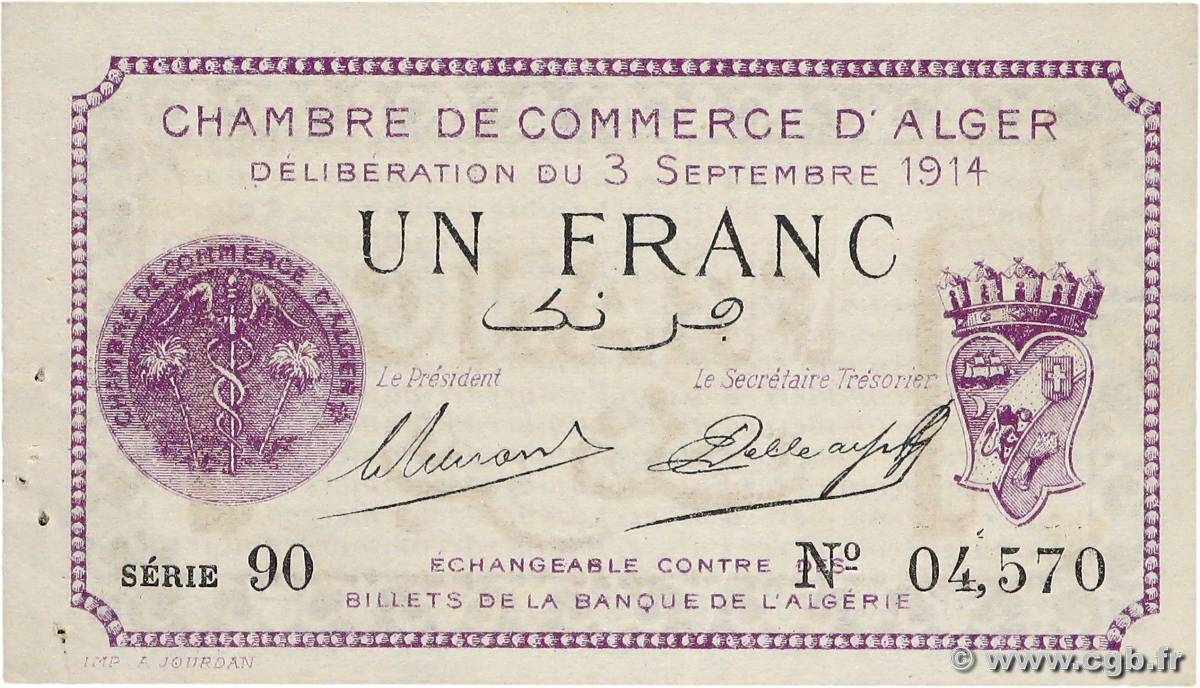 CHAMBRE DE COMMERCE D'ALGER
DÉLIBÉRATION DU 3 SEPTEMBRE 1914
UN FRANC
فرنك
CHAMBRE DE COMMERCE D'ALGER
Le Président
Le Secrétaire Trésorier
SÉRIE 90
ÉCHANGEABLE CONTRE DES
BILLETS DE LA BANQUE DE L'ALGÉRIE
Nº 04,570
IMP. A JOURDAN
© www.cgb.fr